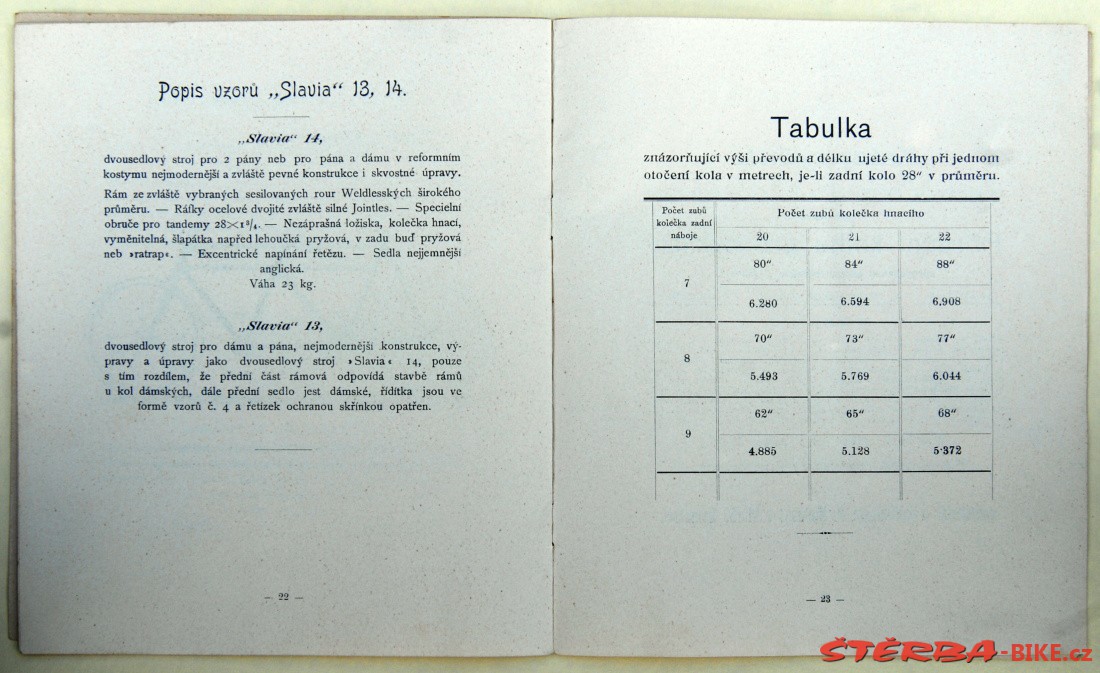 Popis vzorů „Slavia“ 13, 14.
„Slavia“ 14,
dvousedlový stroj pro 2 pány neb pro pána a dámu v reformním
kostymu nejmodernější a zvláště pevné konstrukce i skvostné úpravy.
Rám ze zvláště vybraných sesilovaných rour Weldlesských širokého
průměru. — Ráfky ocelové dvojité zvláště silné Jointles. — Specielní
obruče pro tandemy 28×1³/₄. — Nezáprašná ložiska, kolečka hnací,
vyměnitelná, šlapátka napřed lehoučká pryžová, v zadu buď pryžová
neb »ratrap«. — Excentrické napínání řetězu. — Sedla nejjemnější
anglická.
Váha 23 kg.
„Slavia“ 13,
dvousedlový stroj pro dámu a pána, nejmodernější konstrukce, vý-
pravy a úpravy jako dvousedlový stroj »Slavia« 14, pouze
s tím rozdílem, že přední část rámová odpovídá stavbě rámů
u kol dámských, dále přední sedlo jest dámské, řídítka jsou ve
formě vzorů č. 4 a řetízek ochranou skřínkou opatřen.
— 22 —
Tabulka
znázorňující výši převodů a délku ujeté dráhy při jednom
otočení kola v metrech, je-li zadní kolo 28“ v průměru.
Počet zubů
kolečka zadní
náboje
Počet zubů kolečka hnacího
20 21 22
7
80“ 84“ 88“
6.280 6.594 6,908
8
70“ 73“ 77“
5.493 5.769 6.044
9
62“ 65“ 68“
4.885 5.128 5·372
— 23 —
ŠTĚRBA-BIKE.cz